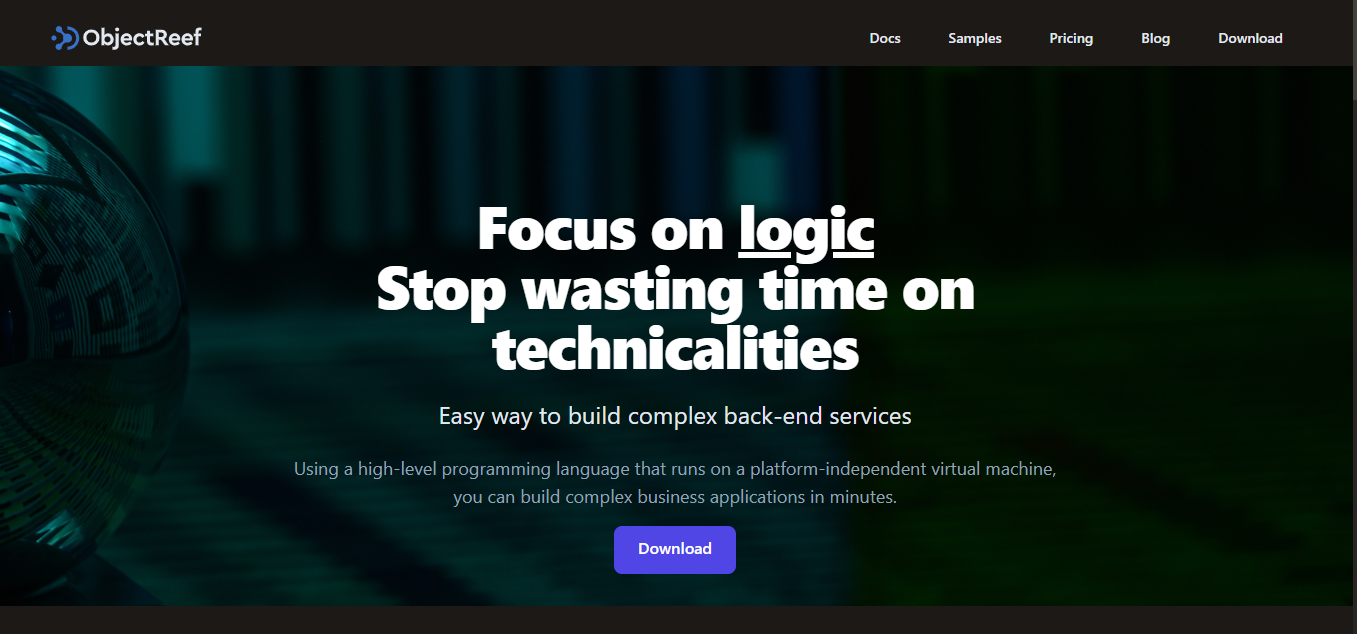 ObjectReef
Docs Samples Pricing Blog Download
Focus on logic
Stop wasting time on
technicalities
Easy way to build complex back-end services
Using a high-level programming language that runs on a platform-independent virtual machine,
you can build complex business applications in minutes.
Download